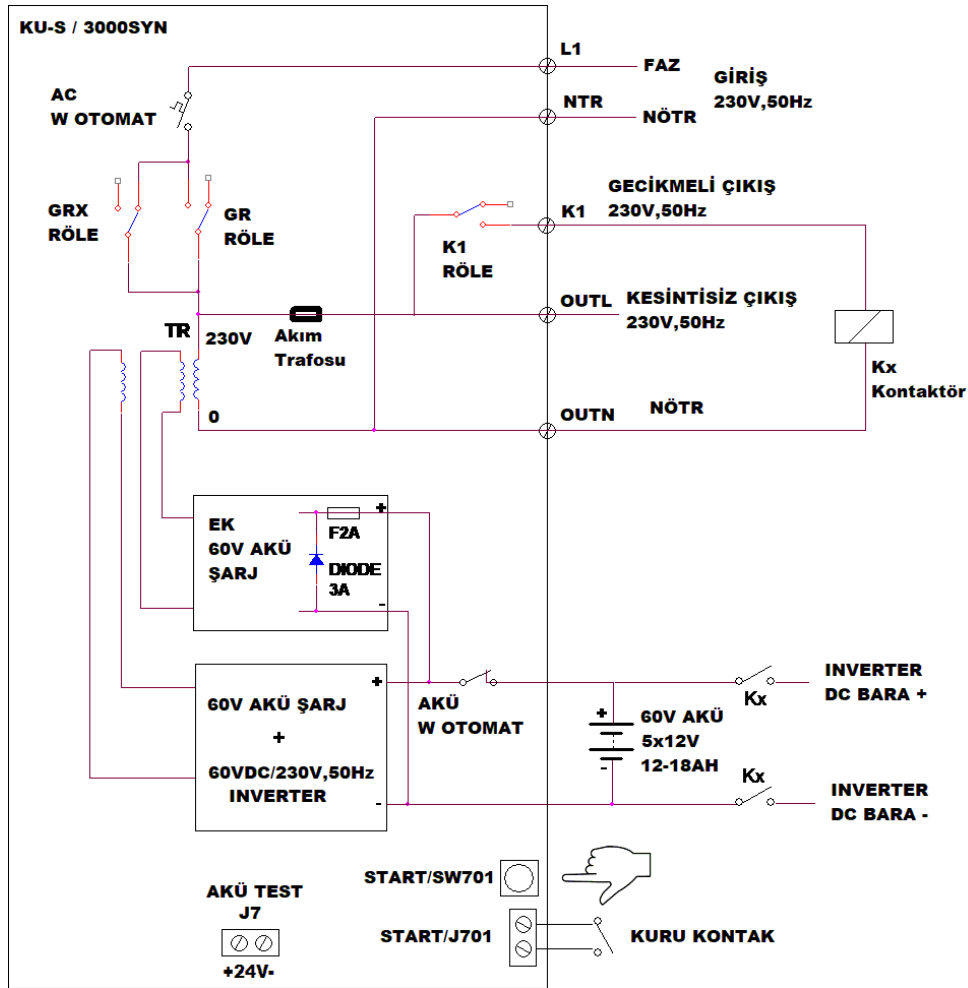 KU-S / 3000SYN
L1
FAZ
GİRİŞ
230V,50Hz
AC
W OTOMAT
NTR
NÖTR
GECIKMELİ ÇIKIŞ
230V,50Hz
K1
GRX
RÖLE
GR
RÖLE
K1
RÖLE
OUTL
KESİNTİSİZ ÇIKIŞ
230V,50Hz
TR
230V
Akım
Trafosu
Kx
Kontaktör
0
OUTN
NÖTR
EK
60V AKÜ
ŞARJ
+
F2A
DIODE
3A
-
60V AKÜ ŞARJ
+
60VDC/230V,50Hz
INVERTER
+
-
AKÜ
W OTOMAT
+
60V AKÜ
5x12V
12-18AH
-
Kx
INVERTER
DC BARA +
Kx
INVERTER
DC BARA -
START/SW701
AKÜ TEST
J7
+24V-
START/J701
KURU KONTAK